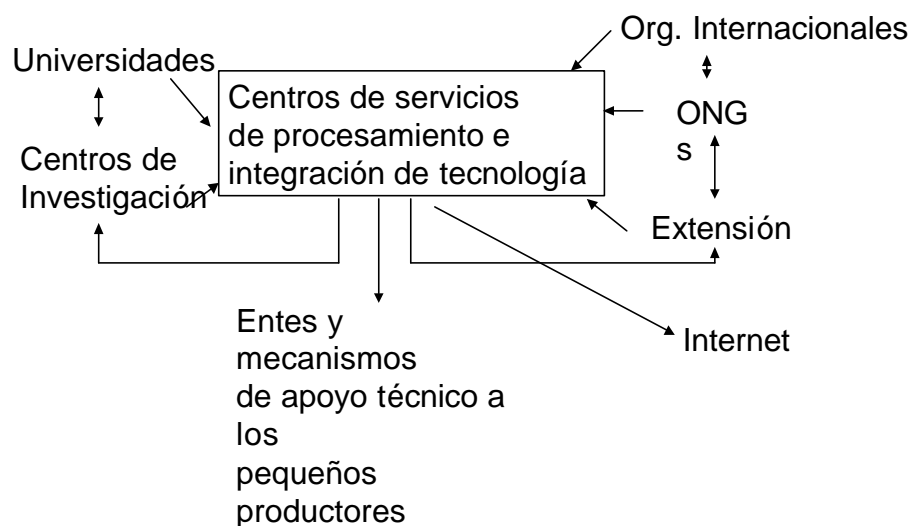 Org. Internacionales
Universidades
Centros de servicios
de procesamiento e
integración de tecnología
ONG
s
Centros de
Investigación
Extensión
Entes y
mecanismos
de apoyo técnico a
los
pequeños
productores
Internet